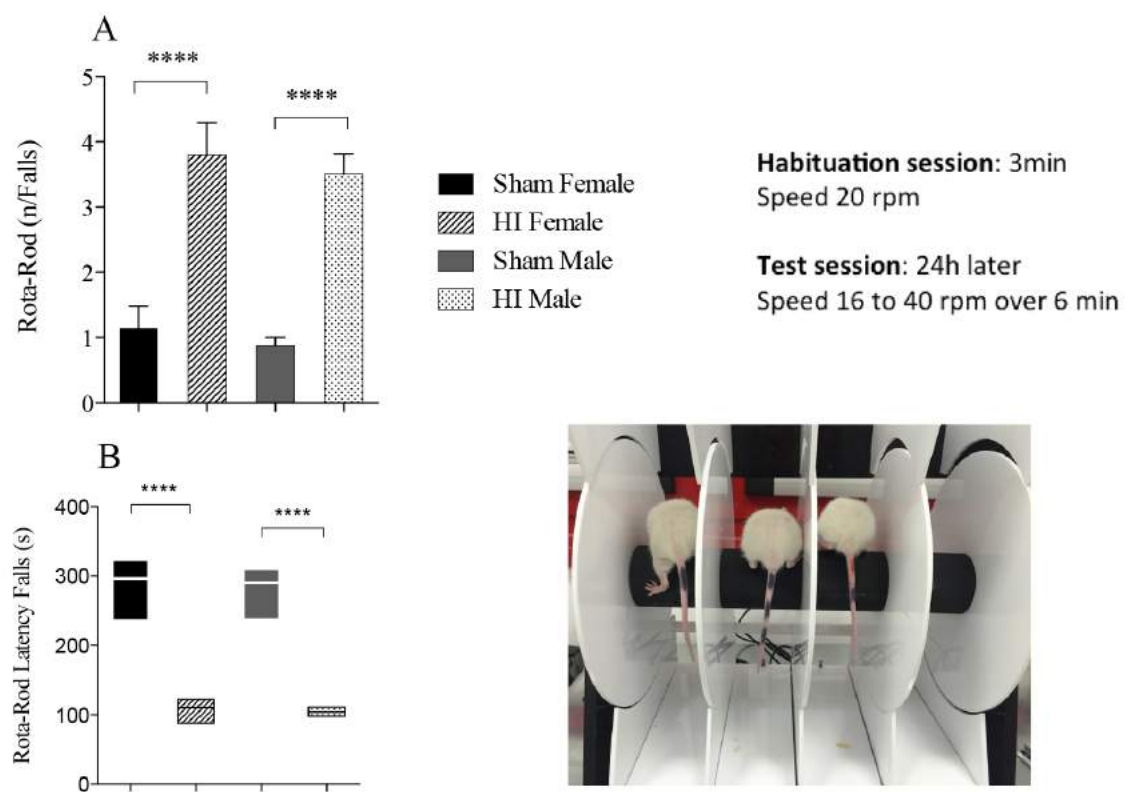 A
****
****
5
4
3
2
1
0
Rota-Rod (n/Falls)
Sham Female
HI Female
Sham Male
HI Male
Habituation session: 3min
Speed 20 rpm
Test session: 24h later
Speed 16 to 40 rpm over 6 min
B
****
****
400
300
200
100
0
Rota-Rod Latency Falls (s)